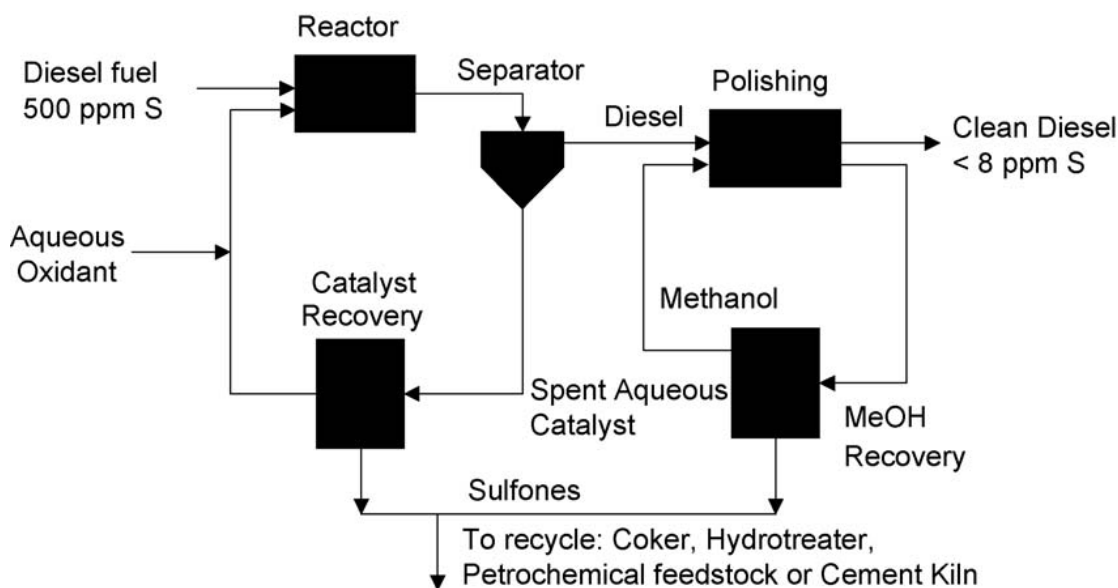 Reactor
Diesel fuel
500 ppm S
Separator
Polishing
Diesel
Clean Diesel
< 8 ppm S
Aqueous
Oxidant
Catalyst
Recovery
Methanol
Spent Aqueous
Catalyst
MeOH
Recovery
Sulfones
To recycle: Coker, Hydrotreater,
Petrochemical feedstock or Cement Kiln